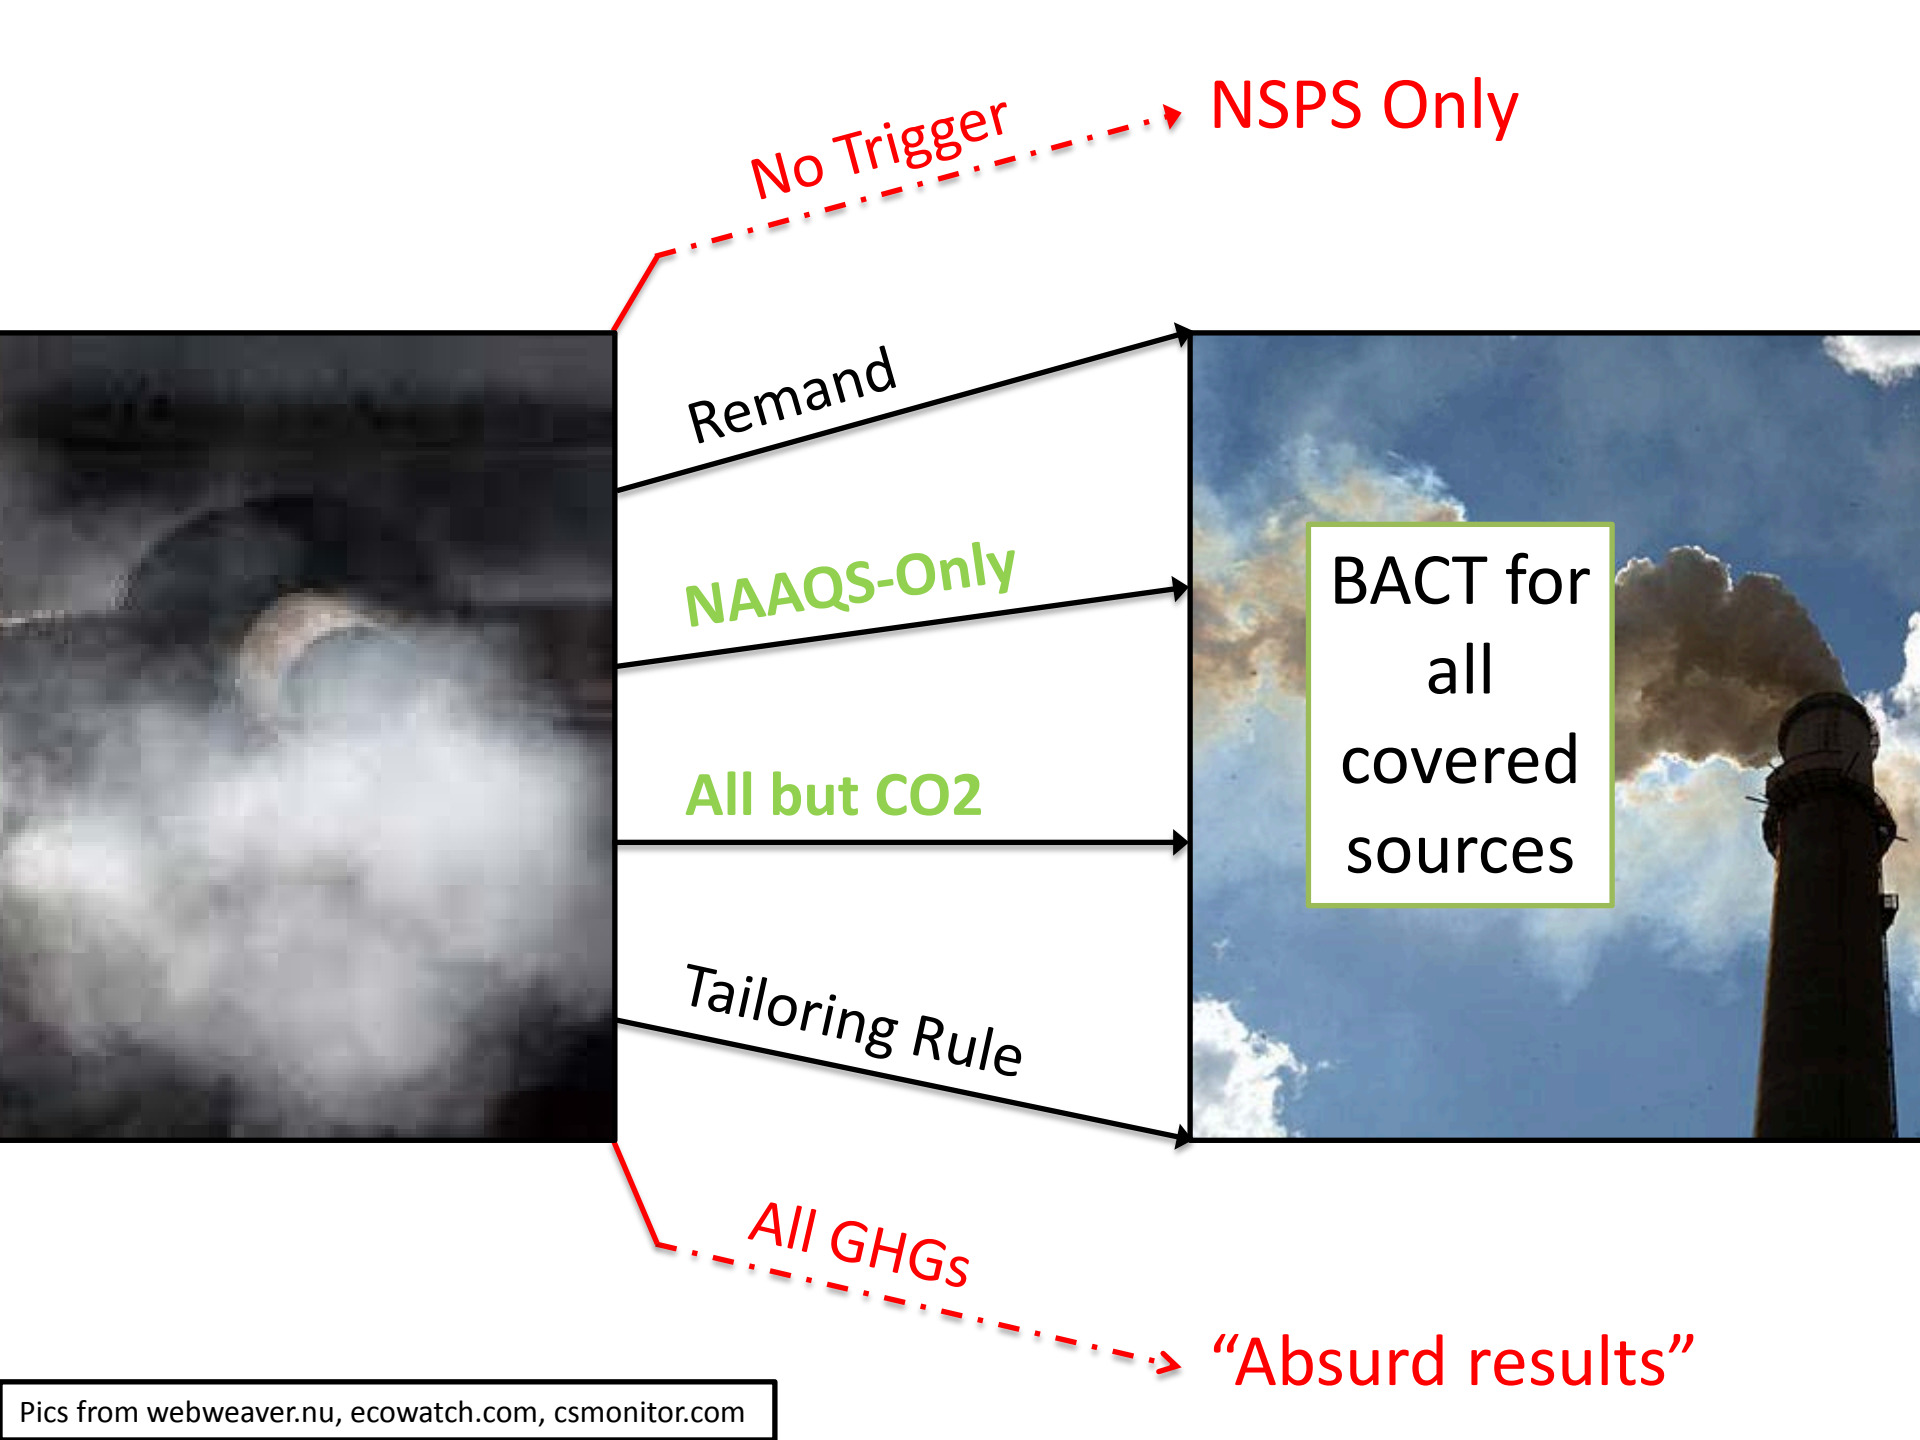 No Trigger
NSPS Only
Remand
NAAQS-Only
All but CO2
Tailoring Rule
BACT for
all
covered
sources
All GHGs
“Absurd results”
Pics from webweaver.nu, ecowatch.com, csmonitor.com